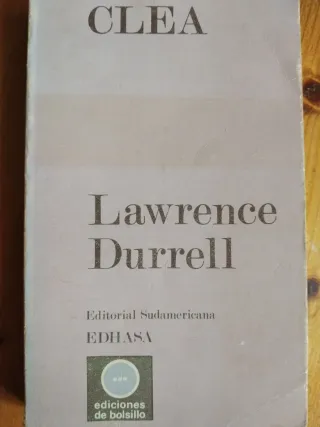 CLEA
Lawrence
Durrell
Editorial Sudamericana
EDHASA
ediciones
de bolsillo